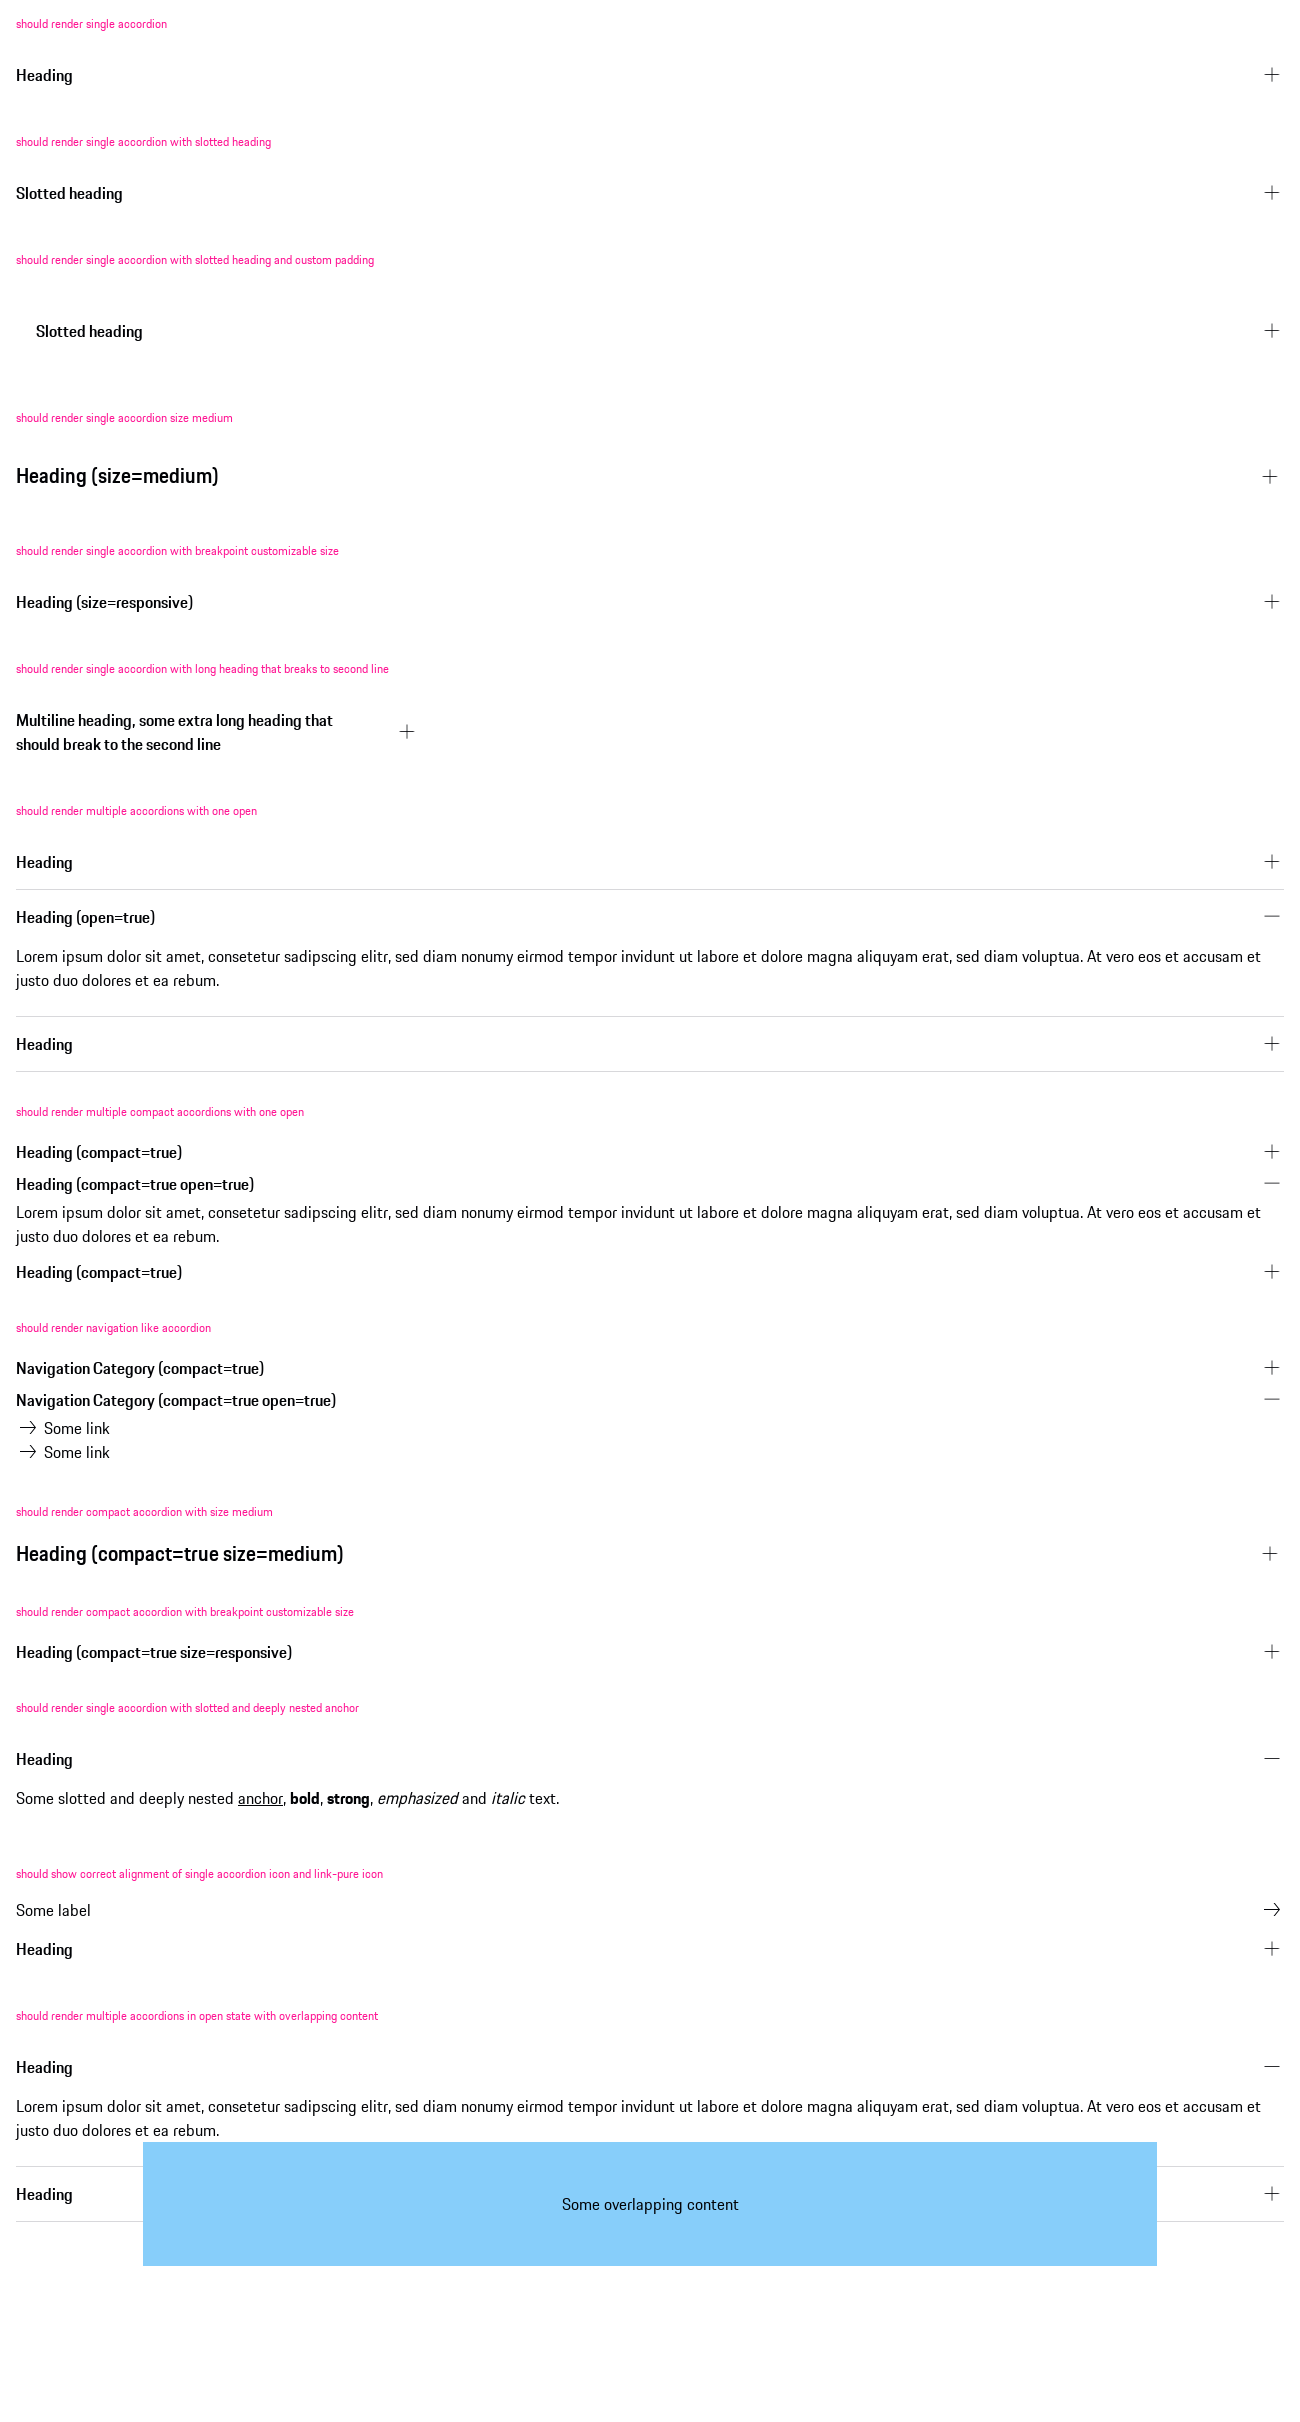 should render single accordion
Heading
should render single accordion with slotted heading
Slotted heading
should render single accordion with slotted heading and custom padding
Slotted heading
should render single accordion size medium
Heading (size=medium)
should render single accordion with breakpoint customizable size
Heading (size=responsive)
should render single accordion with long heading that breaks to second line
Multiline heading, some extra long heading that
should break to the second line
should render multiple accordions with one open
Heading
Heading (open=true)
Lorem ipsum dolor sit amet, consetetur sadipscing elitr, sed diam nonumy eirmod tempor invidunt ut labore et dolore magna aliquyam erat, sed diam voluptua. At vero eos et accusam et
justo duo dolores et ea rebum.
Heading
should render multiple compact accordions with one open
Heading (compact=true)
Heading (compact=true open=true)
Lorem ipsum dolor sit amet, consetetur sadipscing elitr, sed diam nonumy eirmod tempor invidunt ut labore et dolore magna aliquyam erat, sed diam voluptua. At vero eos et accusam et
justo duo dolores et ea rebum.
Heading (compact=true)
should render navigation like accordion
Navigation Category (compact=true)
Navigation Category (compact=true open=true)
Some link
Some link
should render compact accordion with size medium
Heading (compact=true size=medium)
should render compact accordion with breakpoint customizable size
Heading (compact=true size=responsive)
should render single accordion with slotted and deeply nested anchor
Heading
Some slotted and deeply nested anchor, bold, strong, emphasized and italic text.
should show correct alignment of single accordion icon and link-pure icon
Some label
Heading
should render multiple accordions in open state with overlapping content
Heading
Lorem ipsum dolor sit amet, consetetur sadipscing elitr, sed diam nonumy eirmod tempor invidunt ut labore et dolore magna aliquyam erat, sed diam voluptua. At vero eos et accusam et
justo duo dolores et ea rebum.
Heading
Some overlapping content